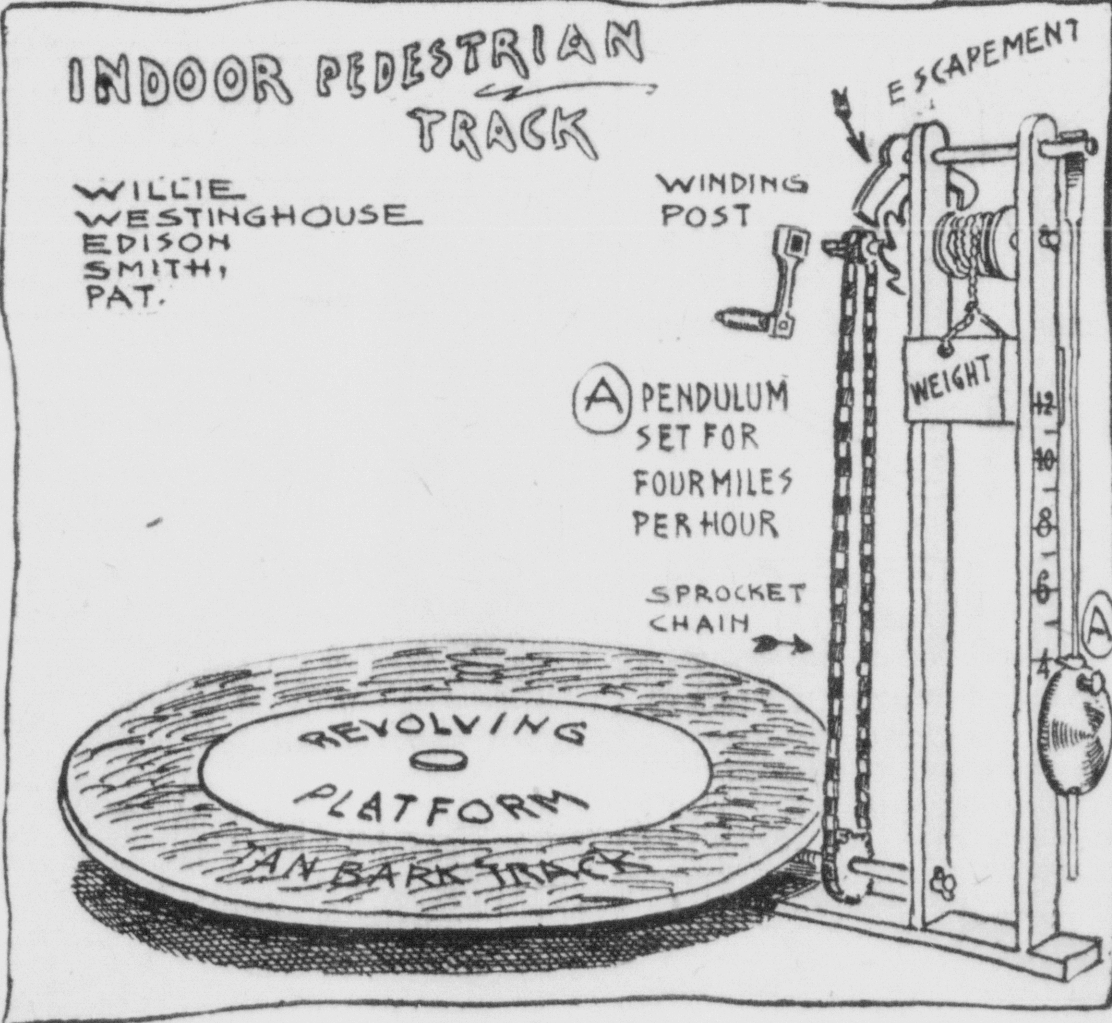 INDOOR PEDESTRIAN
TRACK
WILLIE
WESTINGHOUSE
EDISON
SMITH,
PAT.
ESCAPEMENT
WINDING
POST
WEIGHT
A PENDULUM
SET FOR
FOUR MILES
PER HOUR
SPROCKET
CHAIN
12
10
8
6
4
A
REVOLVING
PLATFORM
TAN BARK TRACK